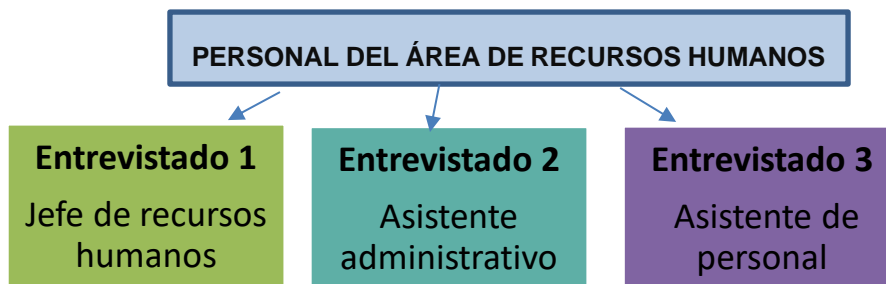 PERSONAL DEL ÁREA DE RECURSOS HUMANOS
Entrevistado 1
Jefe de recursos
humanos
Entrevistado 2
Asistente
administrativo
Entrevistado 3
Asistente de
personal